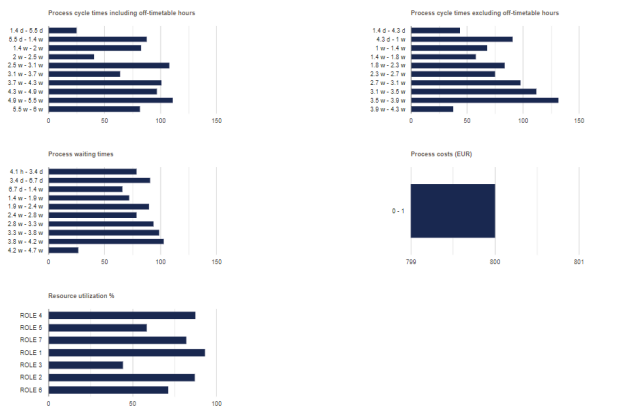 Process cycle times including off-timetable hours
1.4 d - 5.5 d
5.5 d - 1.4 w
1.4 w - 2 w
2 w - 2.5 w
2.5 w - 3.1 w
3.1 w - 3.7 w
3.7 w - 4.3 w
4.3 w - 4.9 w
4.9 w - 5.5 w
5.5 w - 6 w
0 50 100 150
Process cycle times excluding off-timetable hours
1.4 d - 4.3 d
4.3 d - 1 w
1 w - 1.4 w
1.4 w - 1.8 w
1.8 w - 2.3 w
2.3 w - 2.7 w
2.7 w - 3.1 w
3.1 w - 3.5 w
3.5 w - 3.9 w
3.9 w - 4.3 w
0 50 100 150
Process waiting times
4.1 h - 3.4 d
3.4 d - 6.7 d
6.7 d - 1.4 w
1.4 w - 1.9 w
1.9 w - 2.4 w
2.4 w - 2.8 w
2.8 w - 3.3 w
3.3 w - 3.8 w
3.8 w - 4.2 w
4.2 w - 4.7 w
0 50 100 150
Process costs (EUR)
0 - 1
799 800 801
Resource utilization %
ROLE 4
ROLE 5
ROLE 7
ROLE 1
ROLE 3
ROLE 2
ROLE 6
0 50 100